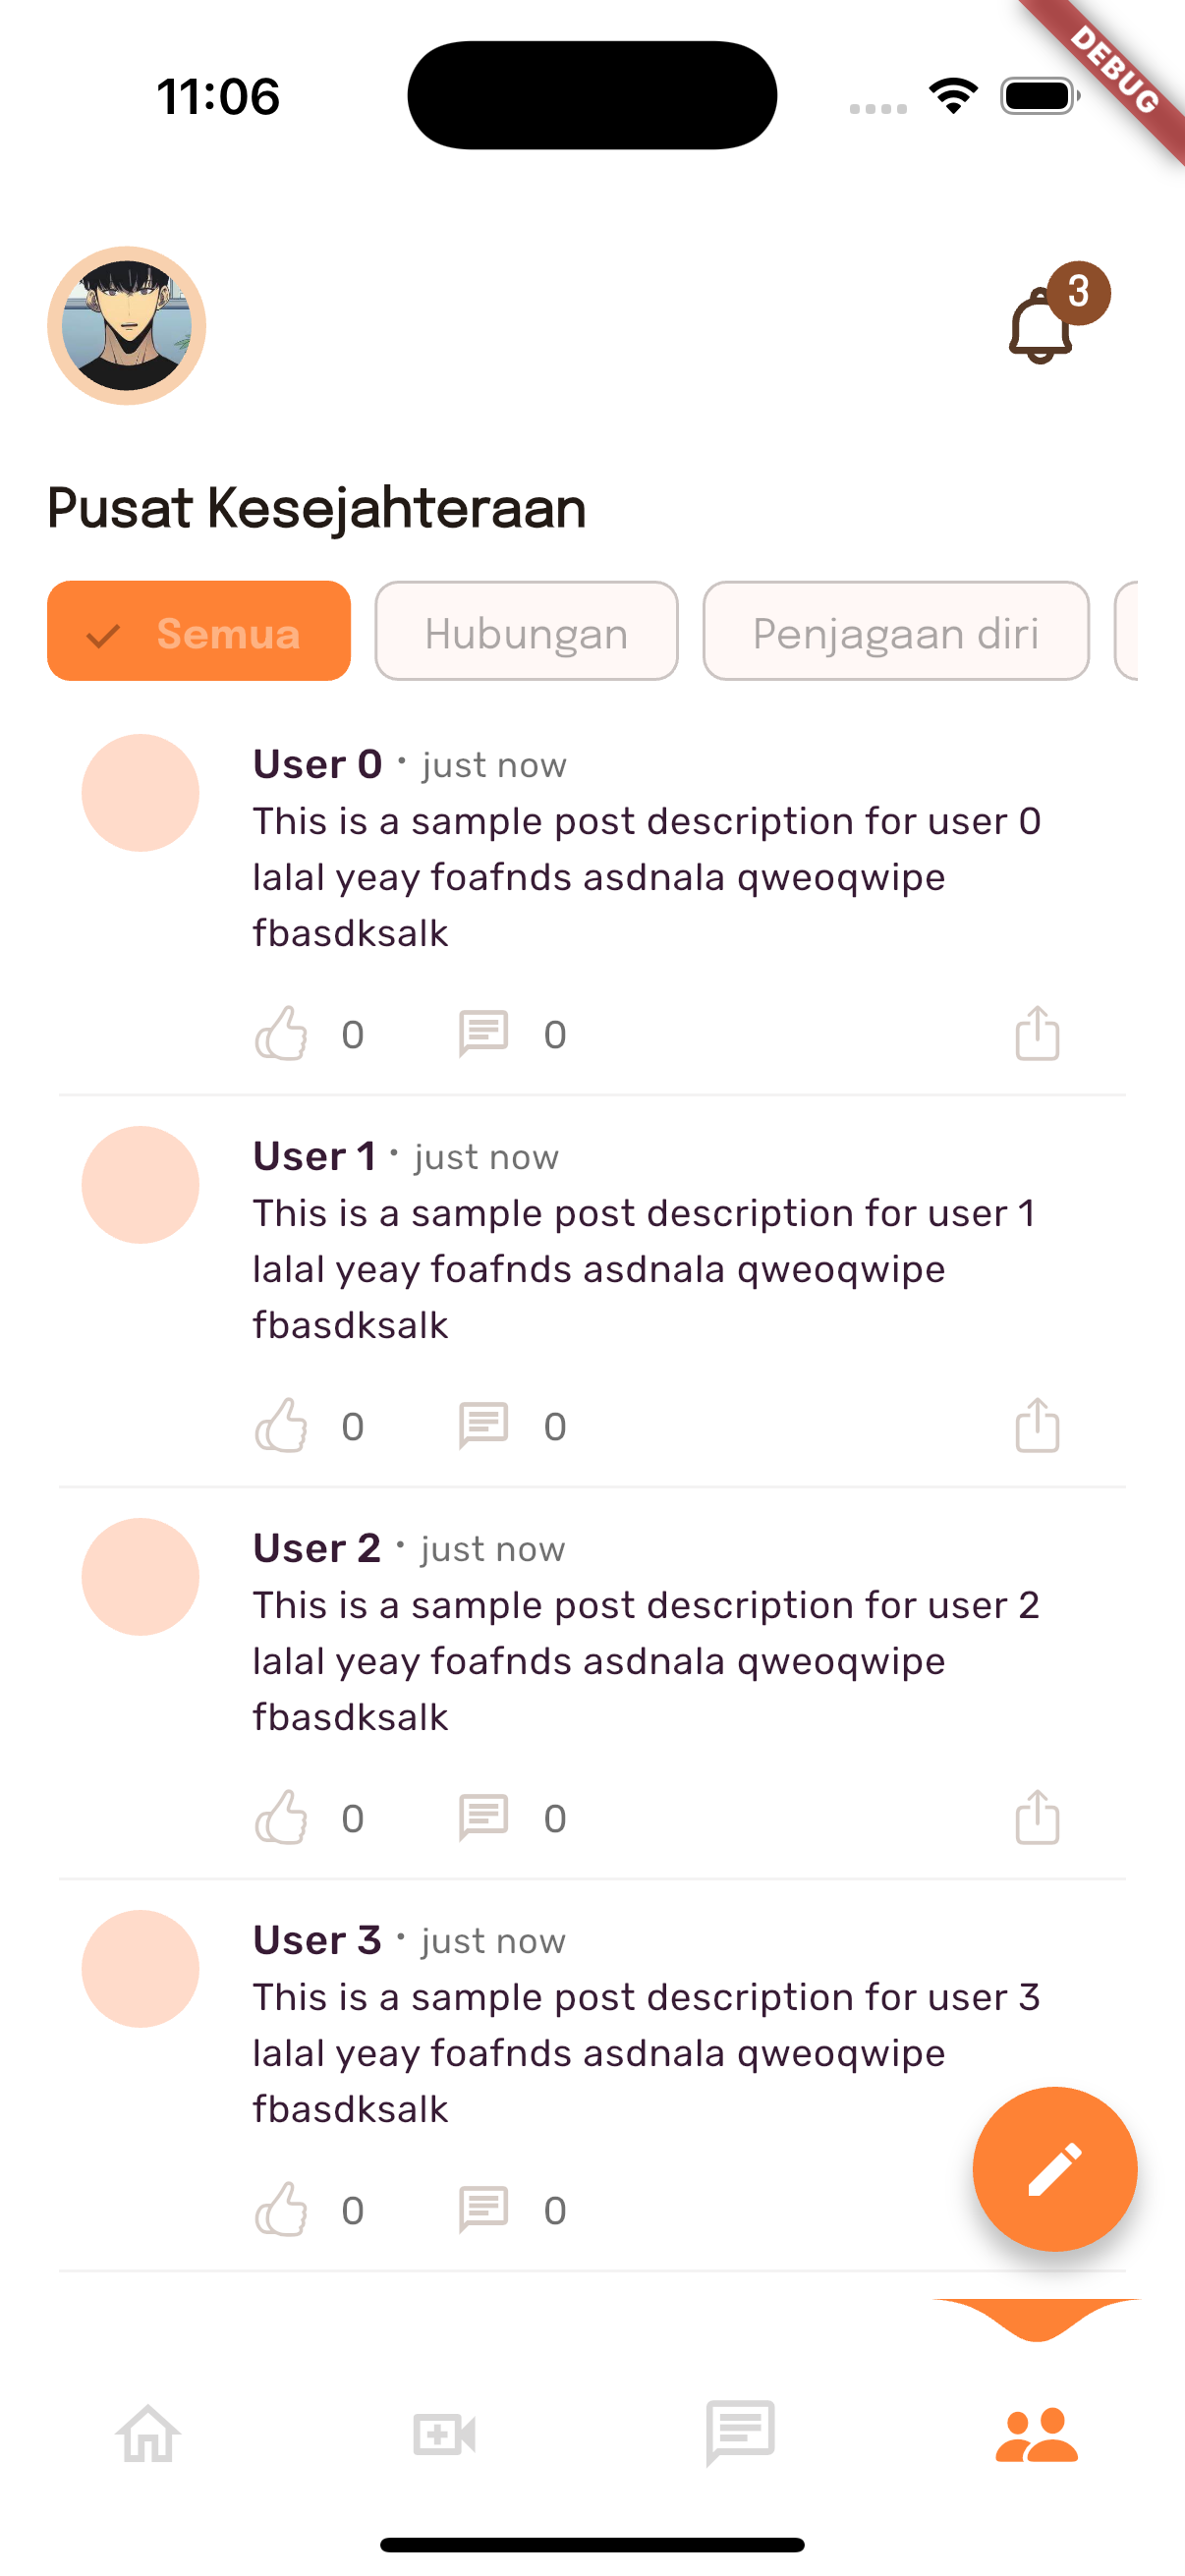 11:06
DEBUG
3
Pusat Kesejahteraan
Semua
Hubungan
Penjagaan diri
User 0 · just now
This is a sample post description for user 0
lalal yeay foafnds asdnala qweoqwipe
fbasdksalk
0
0
User 1 · just now
This is a sample post description for user 1
lalal yeay foafnds asdnala qweoqwipe
fbasdksalk
0
0
User 2 · just now
This is a sample post description for user 2
lalal yeay foafnds asdnala qweoqwipe
fbasdksalk
0
0
User 3 · just now
This is a sample post description for user 3
lalal yeay foafnds asdnala qweoqwipe
fbasdksalk
0
0